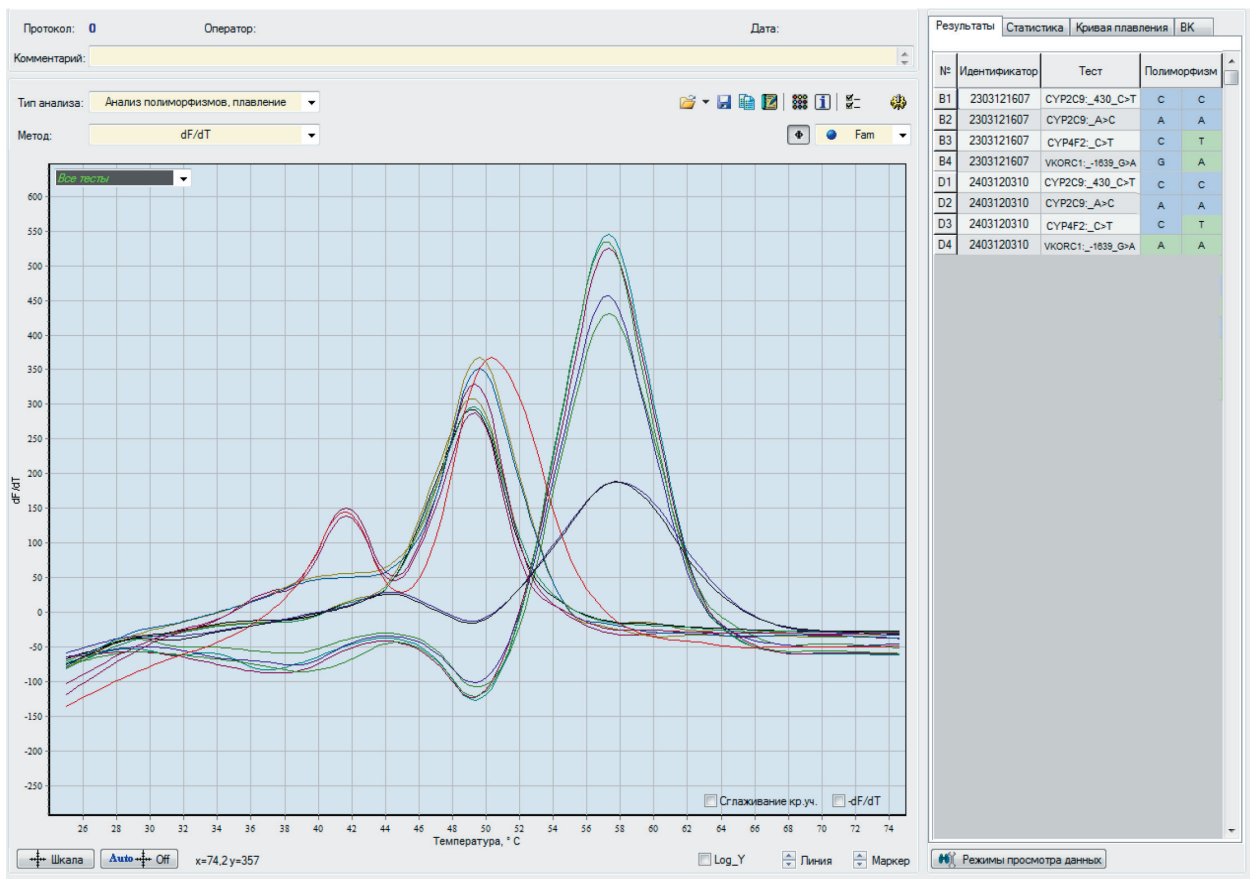 Протокол: 0 Оператор: Дата:
Комментарий:
Тип анализа: Анализ полиморфизмов, плавление
Метод: dF/dT Fam
Все тесты
600
550
500
450
400
350
300
250
200
150
100
50
0
-50
-100
-150
-200
-250
dF/dT
Сглаживание кр.уч. -dF/dT
26 28 30 32 34 36 38 40 42 44 46 48 50 52 54 56 58 60 62 64 66 68 70 72 74
Температура, ° C
Шкала Auto Off x=74,2 y=357 Log_Y Линия Маркер
Результаты Статистика Кривая плавления ВК
№ Идентификатор Тест Полиморфизм
B1 2303121607 CYP2C9:_430_C>T C C
B2 2303121607 CYP2C9:_A>C A A
B3 2303121607 CYP4F2:_C>T C T
B4 2303121607 VKORC1:_-1639_G>A G A
D1 2403120310 CYP2C9:_430_C>T C C
D2 2403120310 CYP2C9:_A>C A A
D3 2403120310 CYP4F2:_C>T C T
D4 2403120310 VKORC1:_-1639_G>A A A
Режимы просмотра данных